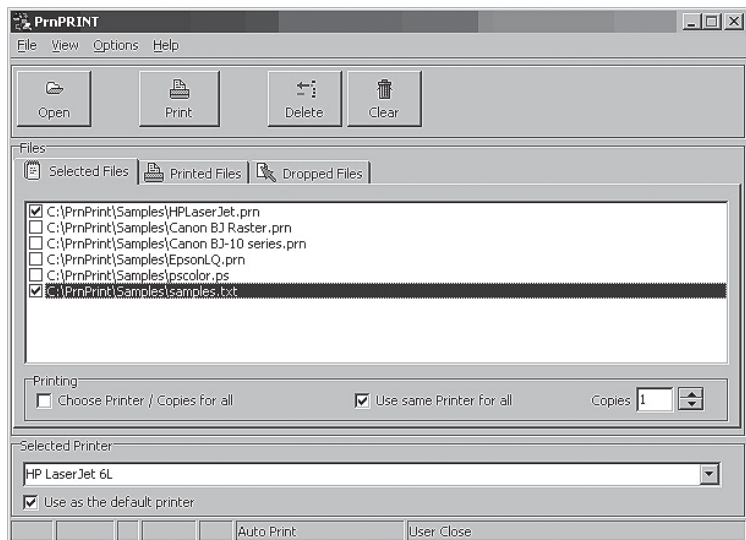 PrnPRINT
File View Options Help
Open Print Delete Clear
Files
Selected Files Printed Files Dropped Files
C:\PrnPrint\Samples\HPLaserJet.prn
C:\PrnPrint\Samples\Canon BJ Raster.prn
C:\PrnPrint\Samples\Canon BJ-10 series.prn
C:\PrnPrint\Samples\EpsonLQ.prn
C:\PrnPrint\Samples\pscolor.ps
C:\PrnPrint\Samples\samples.txt
Printing
Choose Printer / Copies for all Use same Printer for all Copies 1
Selected Printer
HP LaserJet 6L
Use as the default printer
Auto Print User Close